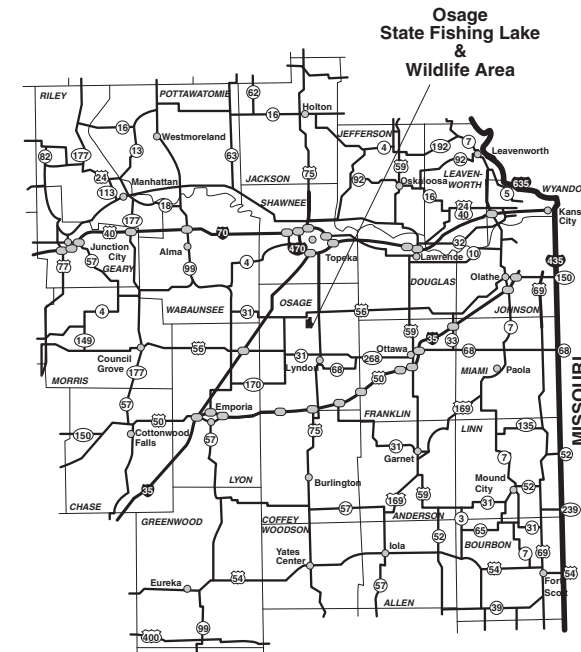 Osage
State Fishing Lake
&
Wildlife Area
RILEY
POTTAWATOMIE
62
16
Holton
16
Westmoreland
JEFFERSON
4
59
192
7
Leavenworth
82
177
13
63
75
92
24
113
Manhattan
JACKSON
92
Oskaloosa
LEAVEN-
WORTH
16
635
WYANDO
5
18
SHAWNEE
24
40
Kans
City
177
40
70
Junction
City
GEARY
57
77
Alma
470
Topeka
Lawrence
32
10
99
4
435
Olathe
150
DOUGLAS
69
4
WABAUNSEE
31
OSAGE
56
JOHNSON
149
59
35
33
7
Council
Grove
56
31
Lyndon
68
268
Ottawa
68
68
MORRIS
177
170
50
MIAMI
Paola
57
Emporia
169
50
FRANKLIN
150
Cottonwood
Falls
57
75
LINN
135
31
Garnet
7
52
MISSOURI
LYON
Burlington
Mound
City
52
CHASE
35
169
59
31
239
GREENWOOD
57
COFFEY
WOODSON
ANDERSON
3
52
65
31
Yates
Center
Iola
BOURBON
7
69
54
54
54
Eureka
57
Fort
Scott
99
ALLEN
39
400